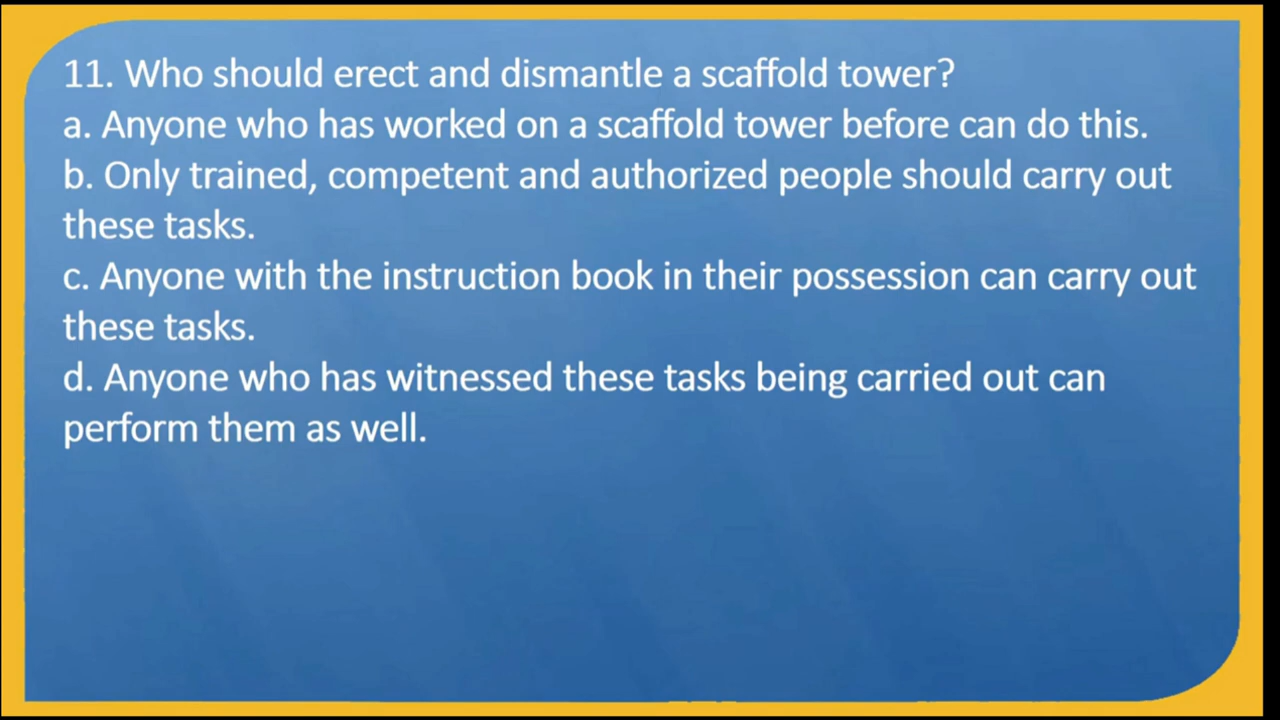 11. Who should erect and dismantle a scaffold tower?
a. Anyone who has worked on a scaffold tower before can do this.
b. Only trained, competent and authorized people should carry out
these tasks.
c. Anyone with the instruction book in their possession can carry out
these tasks.
d. Anyone who has witnessed these tasks being carried out can
perform them as well.